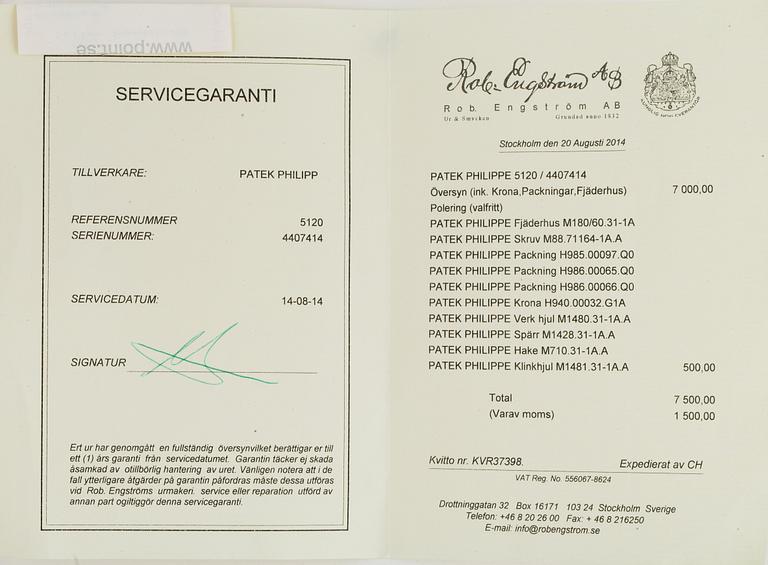 www.point.se
SERVICEGARANTI
TILLVERKARE: PATEK PHILIPP
REFERENSNUMMER 5120
SERIENUMMER: 4407414
SERVICEDATUM: 14-08-14
SIGNATUR
Ert ur har genomgått en fullständig översynvilket berättigar er till
ett (1) års garanti från servicedatumet. Garantin täcker ej skada
åsamkad av otillbörlig hantering av uret. Vänligen notera att i de
fall ytterligare åtgärder på garantin påfordras måste dessa utföras
vid Rob. Engströms urmakeri. service eller reparation utförd av
annan part ogiltiggör denna servicegaranti.
Rob. Engström AB
Rob. Engström AB
Ur & Smycken Grundad anno 1832
Stockholm den 20 Augusti 2014
PATEK PHILIPPE 5120 / 4407414
Översyn (ink. Krona,Packningar,Fjäderhus) 7 000,00
Polering (valfritt)
PATEK PHILIPPE Fjäderhus M180/60.31-1A
PATEK PHILIPPE Skruv M88.71164-1A.A
PATEK PHILIPPE Packning H985.00097.Q0
PATEK PHILIPPE Packning H986.00065.Q0
PATEK PHILIPPE Packning H986.00066.Q0
PATEK PHILIPPE Krona H940.00032.G1A
PATEK PHILIPPE Verk hjul M1480.31-1A.A
PATEK PHILIPPE Spärr M1428.31-1A.A
PATEK PHILIPPE Hake M710.31-1A.A
PATEK PHILIPPE Klinkhjul M1481.31-1A.A 500,00
Total 7 500,00
(Varav moms) 1 500,00
Kvitto nr. KVR37398. Expedierat av CH
VAT Reg. No. 556067-8624
Drottninggatan 32 Box 16171 103 24 Stockholm Sverige
Telefon: +46 8 20 26 00 Fax: + 46 8 216250
E-mail: info@robengstrom.se